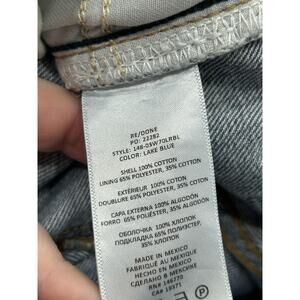 RE/DONE
PO: 22282
STYLE: 148-03W70LRBL
COLOR: LAKE BLUE
SHELL 100% COTTON
LINING 65% POLYESTER, 35% COTTON
EXTÉRIEUR 100% COTON
DOUBLURE 65% POLYESTER, 35% COTON
CAPA EXTERNA 100% ALGODÓN
FORRO 65% POLIÉSTER, 35% ALGODÓN
ОБОЛОЧКА 100% ХЛОПОК
ПОДКЛАДКА 65% ПОЛИЭСТЕР,
35% ХЛОПОК
MADE IN MEXICO
FABRIQUÉ AU MEXIQUE
HECHO EN MÉXICO
СДЕЛАНО В МЕКСИКЕ
RN# 146770
CA# 18371